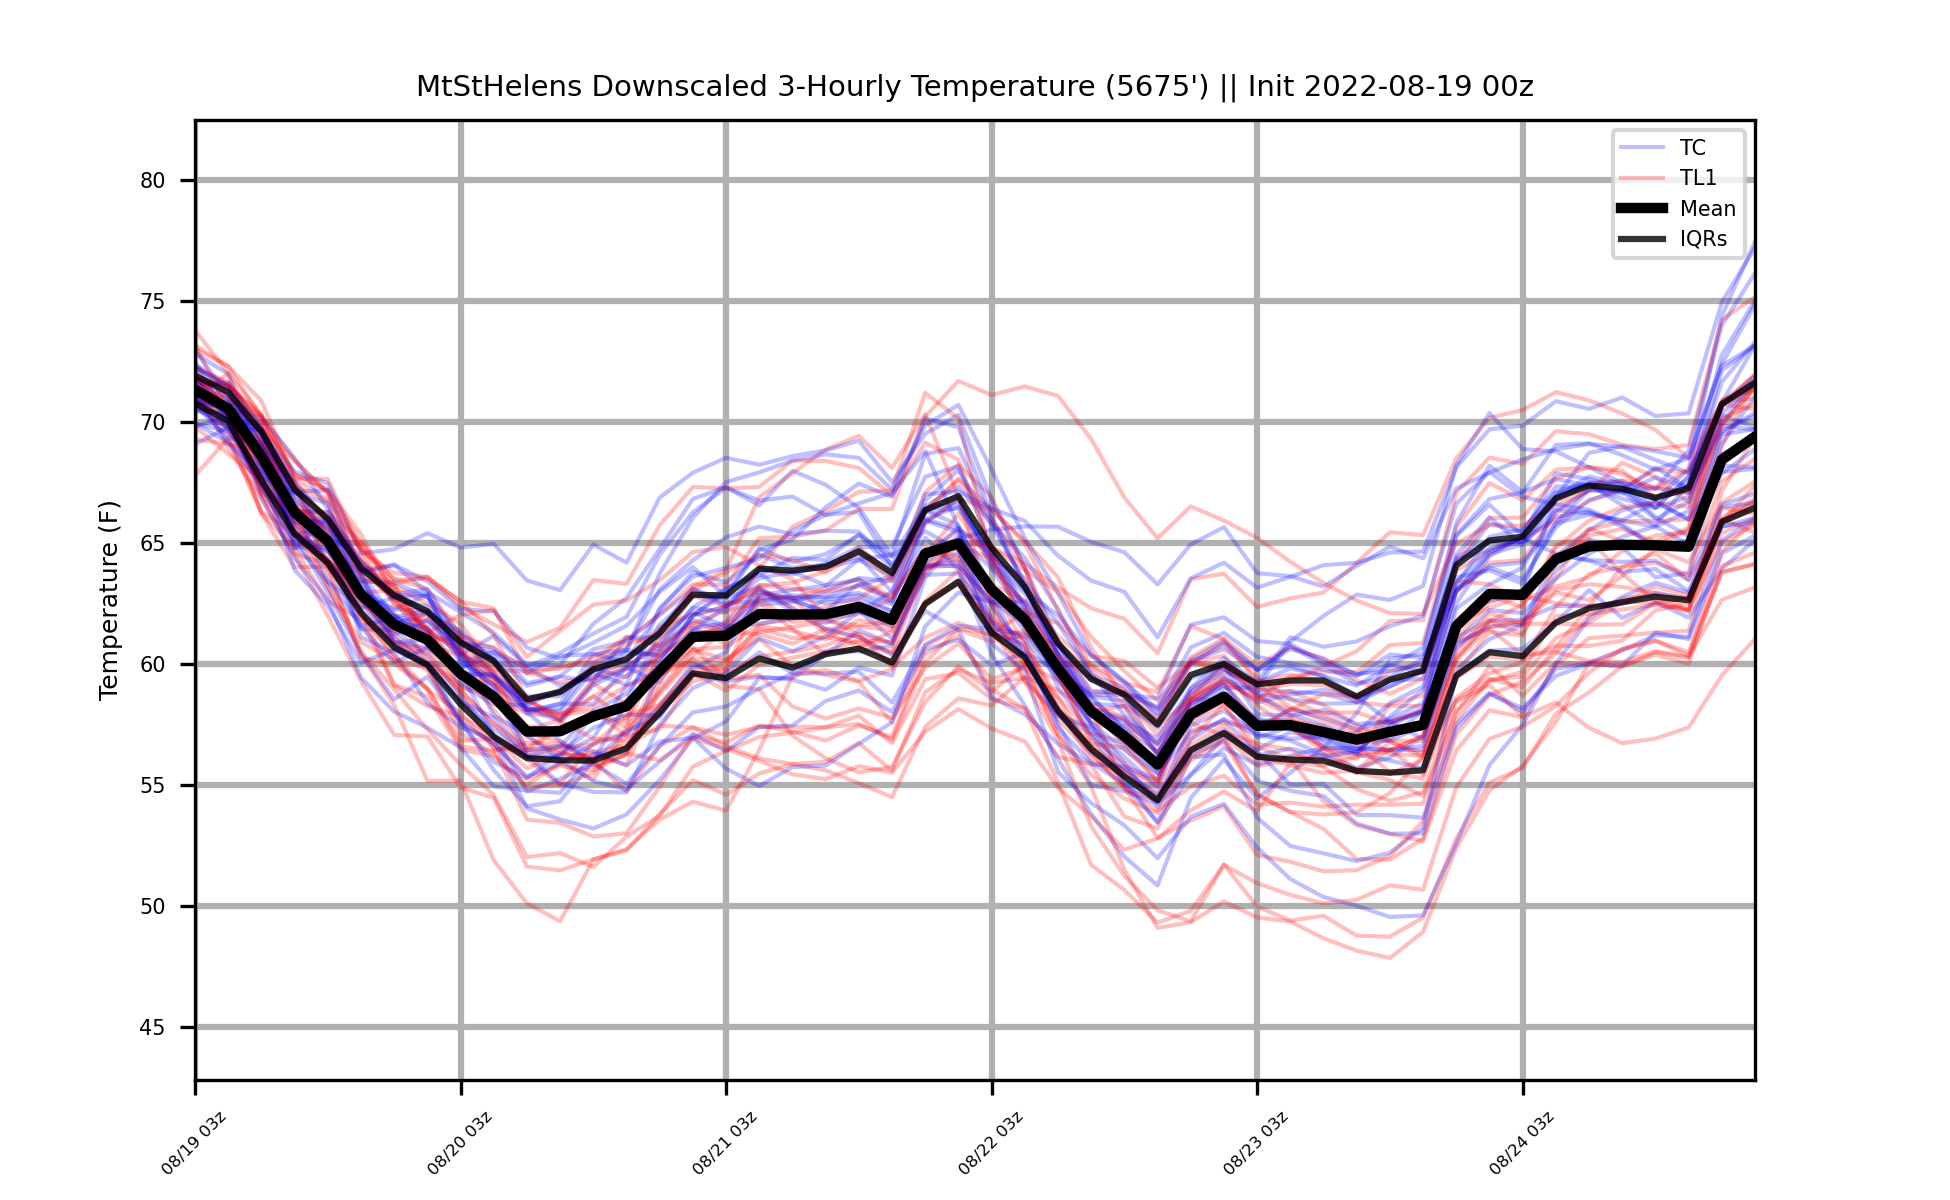 MtStHelens Downscaled 3-Hourly Temperature (5675') || Init 2022-08-19 00z
TC
TL1
Mean
IQRs
Temperature (F)
80
75
70
65
60
55
50
45
08/19 03z
08/20 03z
08/21 03z
08/22 03z
08/23 03z
08/24 03z